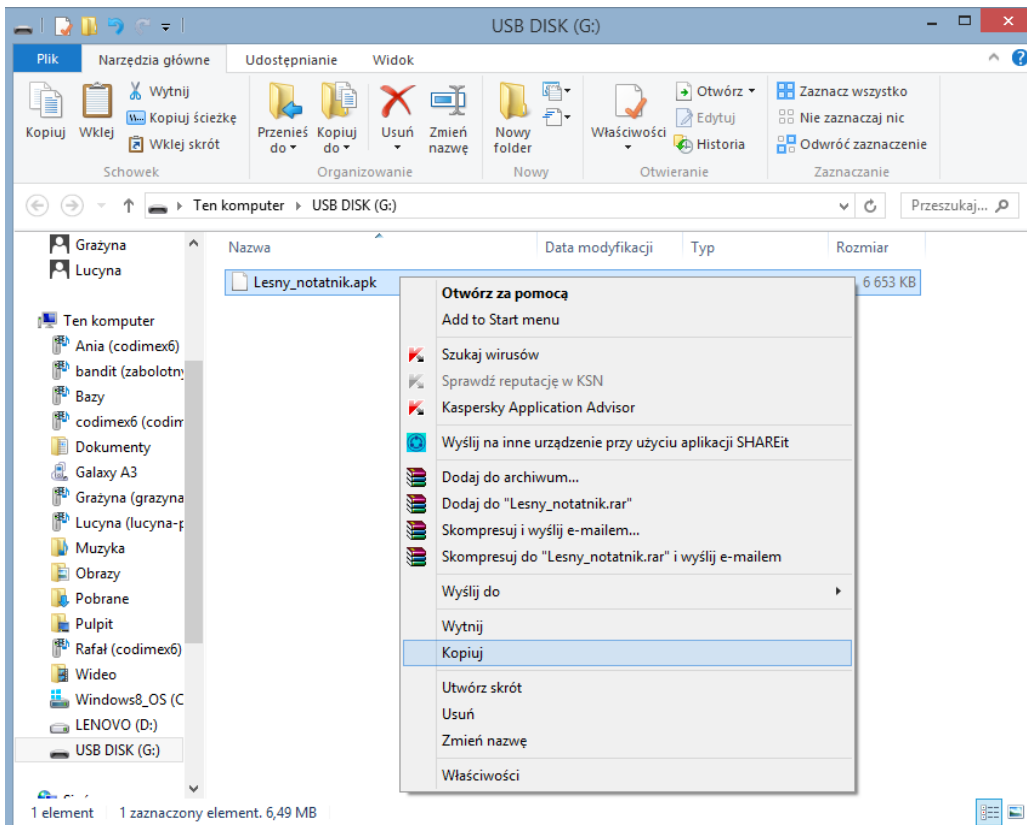 USB DISK (G:)
Plik Narzędzia główne Udostępnianie Widok
Kopiuj
Wklej
Wytnij
Kopiuj ścieżkę
Wklej skrót
Schowek
Przenieś do
Kopiuj do
Usuń
Zmień nazwę
Organizowanie
Nowy folder
Nowy
Właściwości
Otwórz
Edytuj
Historia
Otwieranie
Zaznacz wszystko
Nie zaznaczaj nic
Odwróć zaznaczenie
Zaznaczanie
Ten komputer USB DISK (G:)
Przeszukaj...
Grażyna
Lucyna
Ten komputer
Ania (codimex6)
bandit (zabolotny
Bazy
codimex6 (codim
Dokumenty
Galaxy A3
Grażyna (grazyna
Lucyna (lucyna-p
Muzyka
Obrazy
Pobrane
Pulpit
Rafał (codimex6)
Wideo
Windows8_OS (C
LENOVO (D:)
USB DISK (G:)
Nazwa Data modyfikacji Typ Rozmiar
Lesny_notatnik.apk 6 653 KB
Otwórz za pomocą
Add to Start menu
Szukaj wirusów
Sprawdź reputację w KSN
Kaspersky Application Advisor
Wyślij na inne urządzenie przy użyciu aplikacji SHAREit
Dodaj do archiwum...
Dodaj do "Lesny_notatnik.rar"
Skompresuj i wyślij e-mailem...
Skompresuj do "Lesny_notatnik.rar" i wyślij e-mailem
Wyślij do
Wytnij
Kopiuj
Utwórz skrót
Usuń
Zmień nazwę
Właściwości
1 element 1 zaznaczony element. 6,49 MB